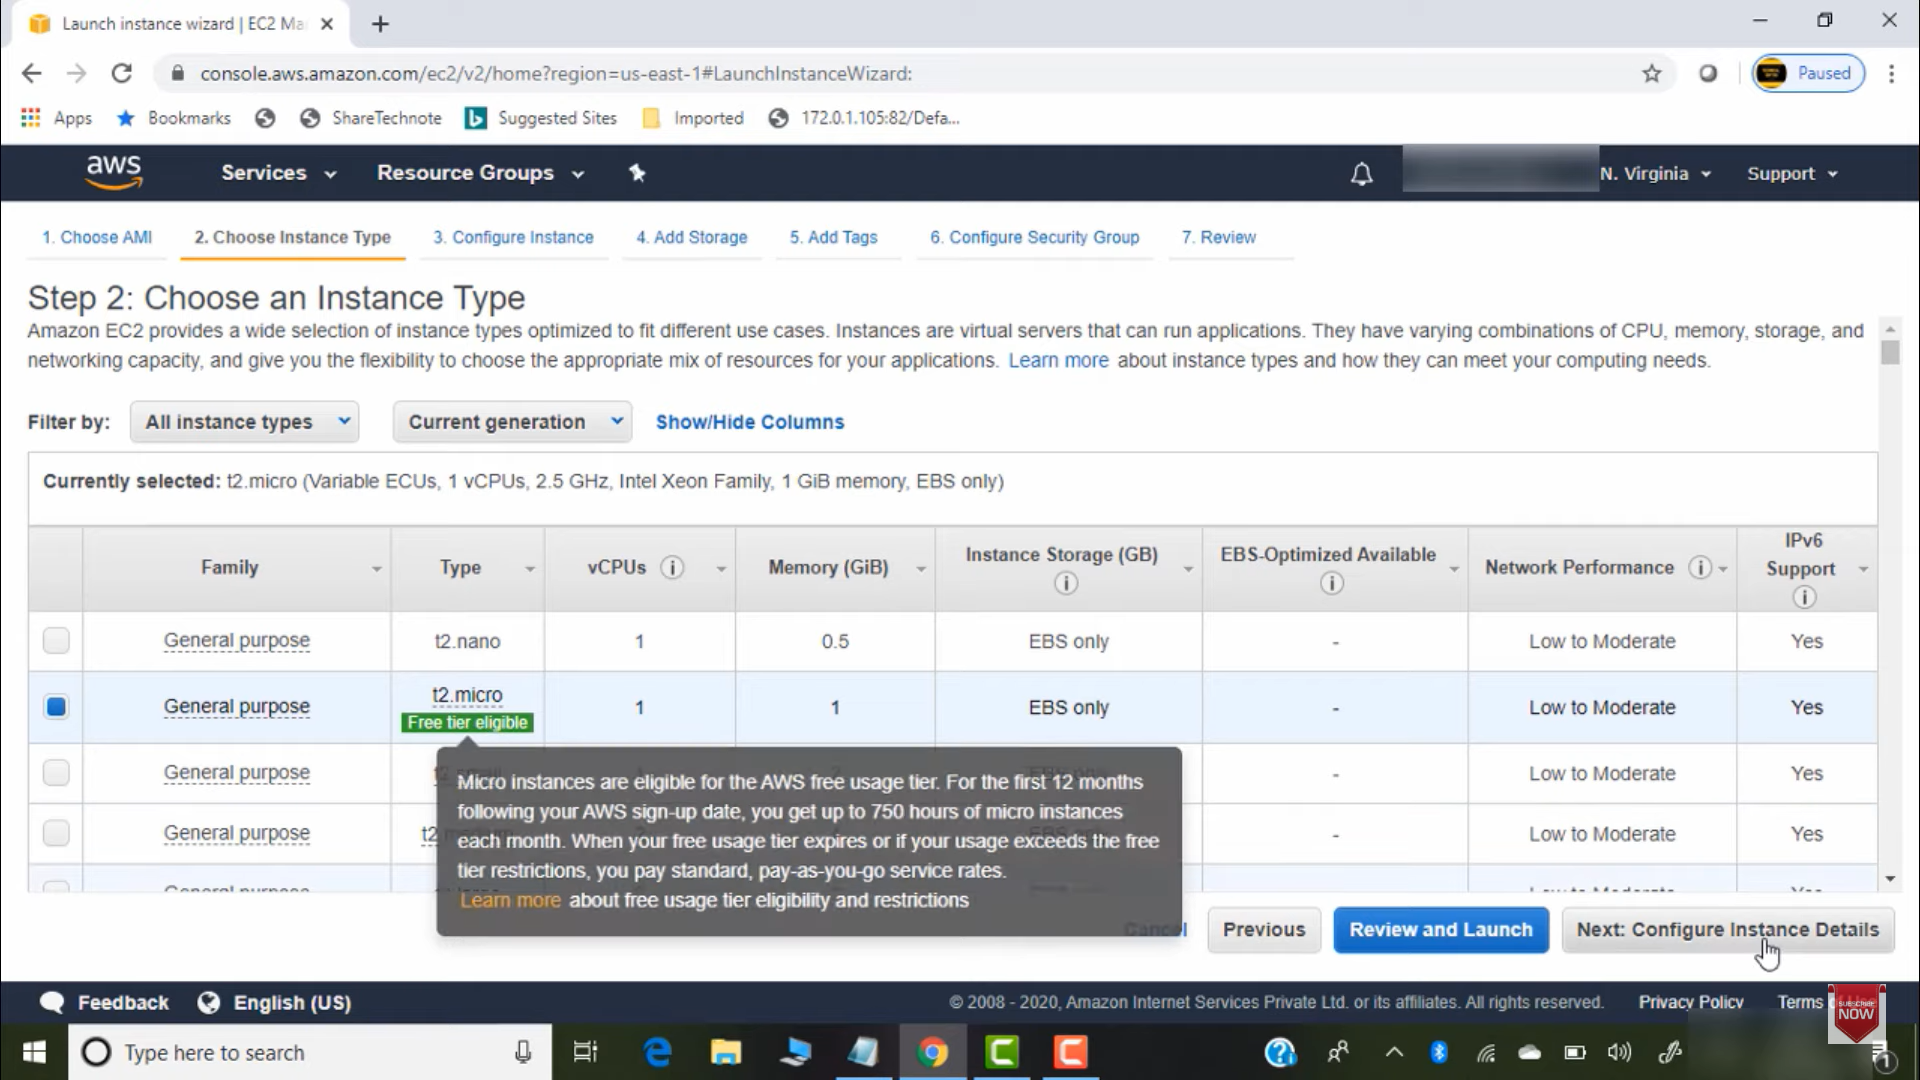 Launch instance wizard | EC2 Ma
console.aws.amazon.com/ec2/v2/home?region=us-east-1#LaunchInstanceWizard:
Paused
Apps Bookmarks ShareTechnote Suggested Sites Imported 172.0.1.105:82/Defa...
aws Services Resource Groups N. Virginia Support
1. Choose AMI 2. Choose Instance Type 3. Configure Instance 4. Add Storage 5. Add Tags 6. Configure Security Group 7. Review
Step 2: Choose an Instance Type
Amazon EC2 provides a wide selection of instance types optimized to fit different use cases. Instances are virtual servers that can run applications. They have varying combinations of CPU, memory, storage, and
networking capacity, and give you the flexibility to choose the appropriate mix of resources for your applications. Learn more about instance types and how they can meet your computing needs.
Filter by: All instance types Current generation Show/Hide Columns
Currently selected: t2.micro (Variable ECUs, 1 vCPUs, 2.5 GHz, Intel Xeon Family, 1 GiB memory, EBS only)
Family Type vCPUs Memory (GiB) Instance Storage (GB) EBS-Optimized Available Network Performance IPv6 Support
General purpose t2.nano 1 0.5 EBS only - Low to Moderate Yes
General purpose t2.micro 1 1 EBS only - Low to Moderate Yes
Free tier eligible
General purpose - Low to Moderate Yes
General purpose t2 - Low to Moderate Yes
Micro instances are eligible for the AWS free usage tier. For the first 12 months
following your AWS sign-up date, you get up to 750 hours of micro instances
each month. When your free usage tier expires or if your usage exceeds the free
tier restrictions, you pay standard, pay-as-you-go service rates.
Learn more about free usage tier eligibility and restrictions
Cancel Previous Review and Launch Next: Configure Instance Details
Feedback English (US) © 2008 - 2020, Amazon Internet Services Private Ltd. or its affiliates. All rights reserved. Privacy Policy Terms
SUBSCRIBE
NOW
Type here to search
1